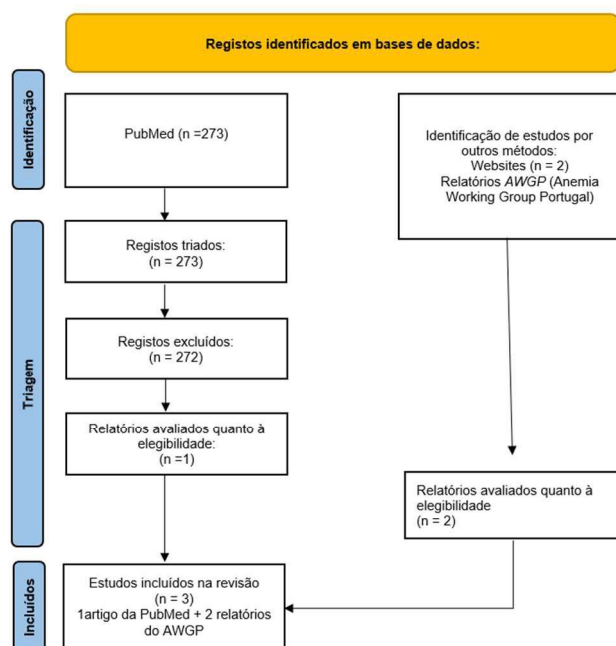 Registos identificados em bases de dados:
Identificação
PubMed (n =273)
Identificação de estudos por
outros métodos:
Websites (n = 2)
Relatórios AWGP (Anemia
Working Group Portugal)
Triagem
Registos triados:
(n = 273)
Registos excluídos:
(n = 272)
Relatórios avaliados quanto à
elegibilidade:
(n =1)
Relatórios avaliados quanto à
elegibilidade
(n = 2)
Incluídos
Estudos incluídos na revisão
(n = 3)
1artigo da PubMed + 2 relatórios
do AWGP